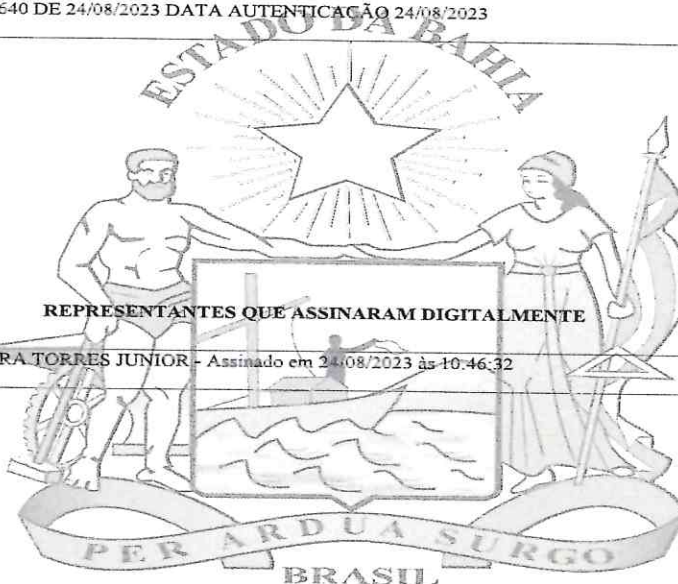 640 DE 24/08/2023 DATA AUTENTICAÇÃO 24/08/2023
ESTADO DA BAHIA
REPRESENTANTES QUE ASSINARAM DIGITALMENTE
RA TORRES JUNIOR - Assinado em 24/08/2023 às 10:46:32
PER ARDUA SURGO
BRASIL